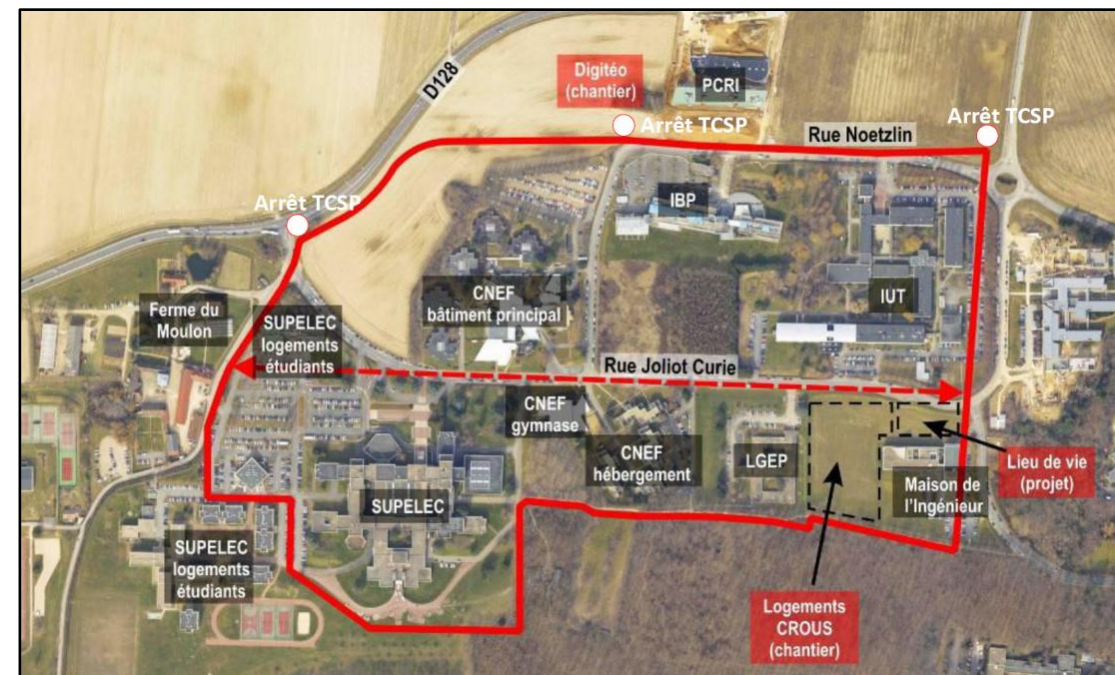 D128
Digitéo
(chantier)
PCRI
Arrêt TCSP
Arrêt TCSP
Rue Noetzlin
Arrêt TCSP
IBP
Ferme du
Moulon
SUPELEC
logements
étudiants
CNEF
bâtiment principal
IUT
Rue Joliot Curie
CNEF
gymnase
CNEF
hébergement
LGEP
Lieu de vie
(projet)
Maison de
l'Ingénieur
SUPELEC
SUPELEC
logements
étudiants
Logements
CROUS
(chantier)